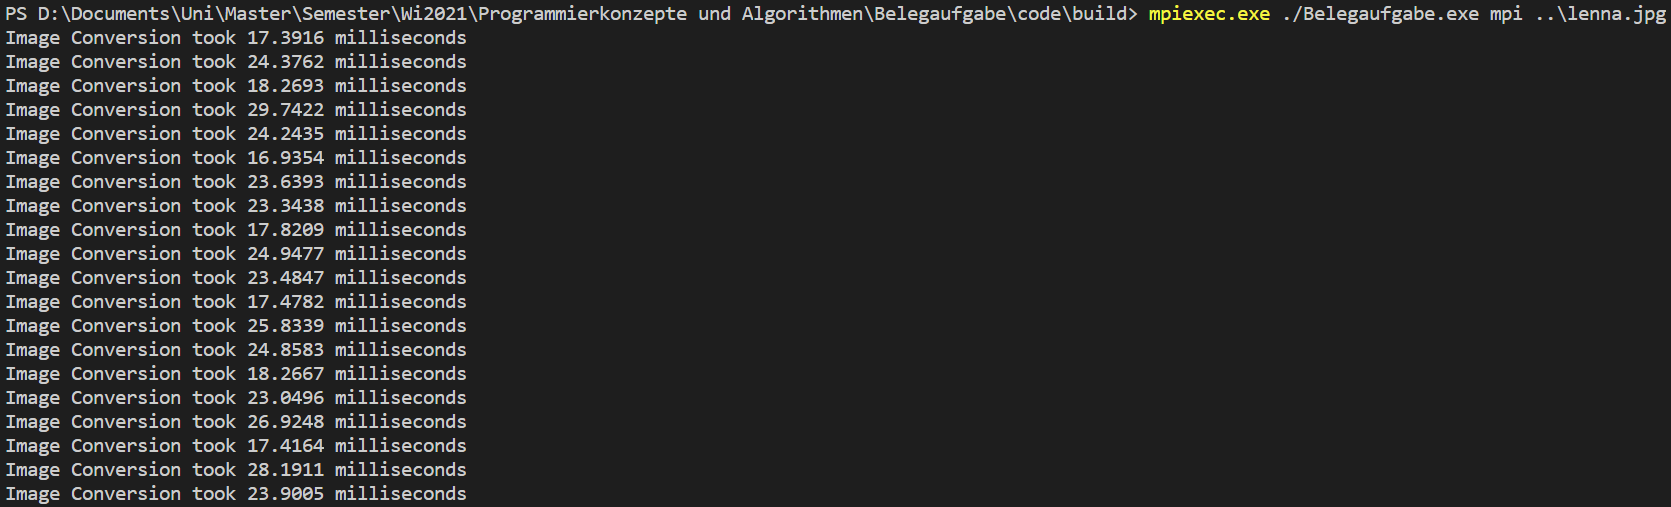 PS D:\Documents\Uni\Master\Semester\Wi2021\Programmierkonzepte und Algorithmen\Belegaufgabe\code\build> mpiexec.exe ./Belegaufgabe.exe mpi ..\lenna.jpg
Image Conversion took 17.3916 milliseconds
Image Conversion took 24.3762 milliseconds
Image Conversion took 18.2693 milliseconds
Image Conversion took 29.7422 milliseconds
Image Conversion took 24.2435 milliseconds
Image Conversion took 16.9354 milliseconds
Image Conversion took 23.6393 milliseconds
Image Conversion took 23.3438 milliseconds
Image Conversion took 17.8209 milliseconds
Image Conversion took 24.9477 milliseconds
Image Conversion took 23.4847 milliseconds
Image Conversion took 17.4782 milliseconds
Image Conversion took 25.8339 milliseconds
Image Conversion took 24.8583 milliseconds
Image Conversion took 18.2667 milliseconds
Image Conversion took 23.0496 milliseconds
Image Conversion took 26.9248 milliseconds
Image Conversion took 17.4164 milliseconds
Image Conversion took 28.1911 milliseconds
Image Conversion took 23.9005 milliseconds